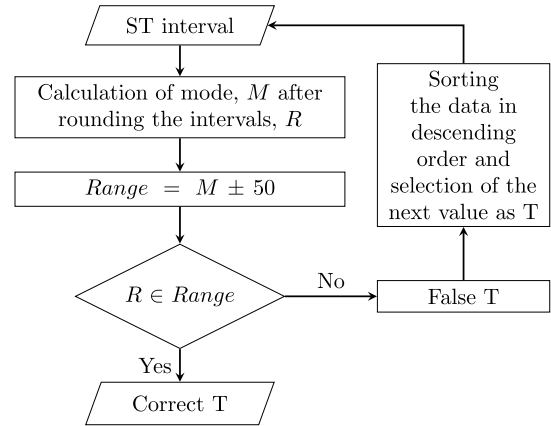 ST interval
Calculation of mode, M after
rounding the intervals, R
Range = M ± 50
R ∈ Range
Yes
Correct T
No
False T
Sorting
the data in
descending
order and
selection of the
next value as T